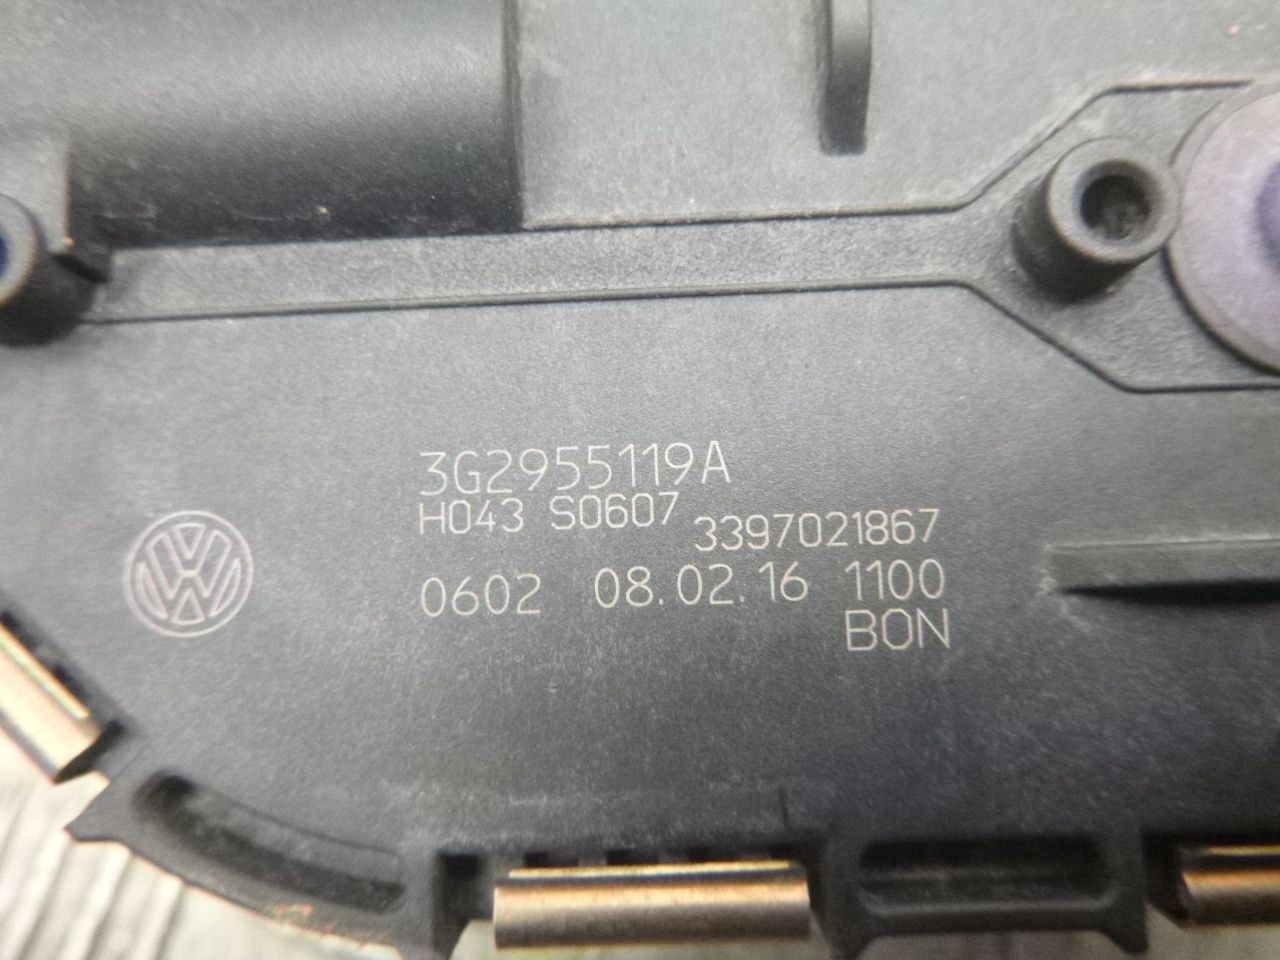 3G2955119A
H043 S0607
3397021867
0602 08.02.16 1100
BON